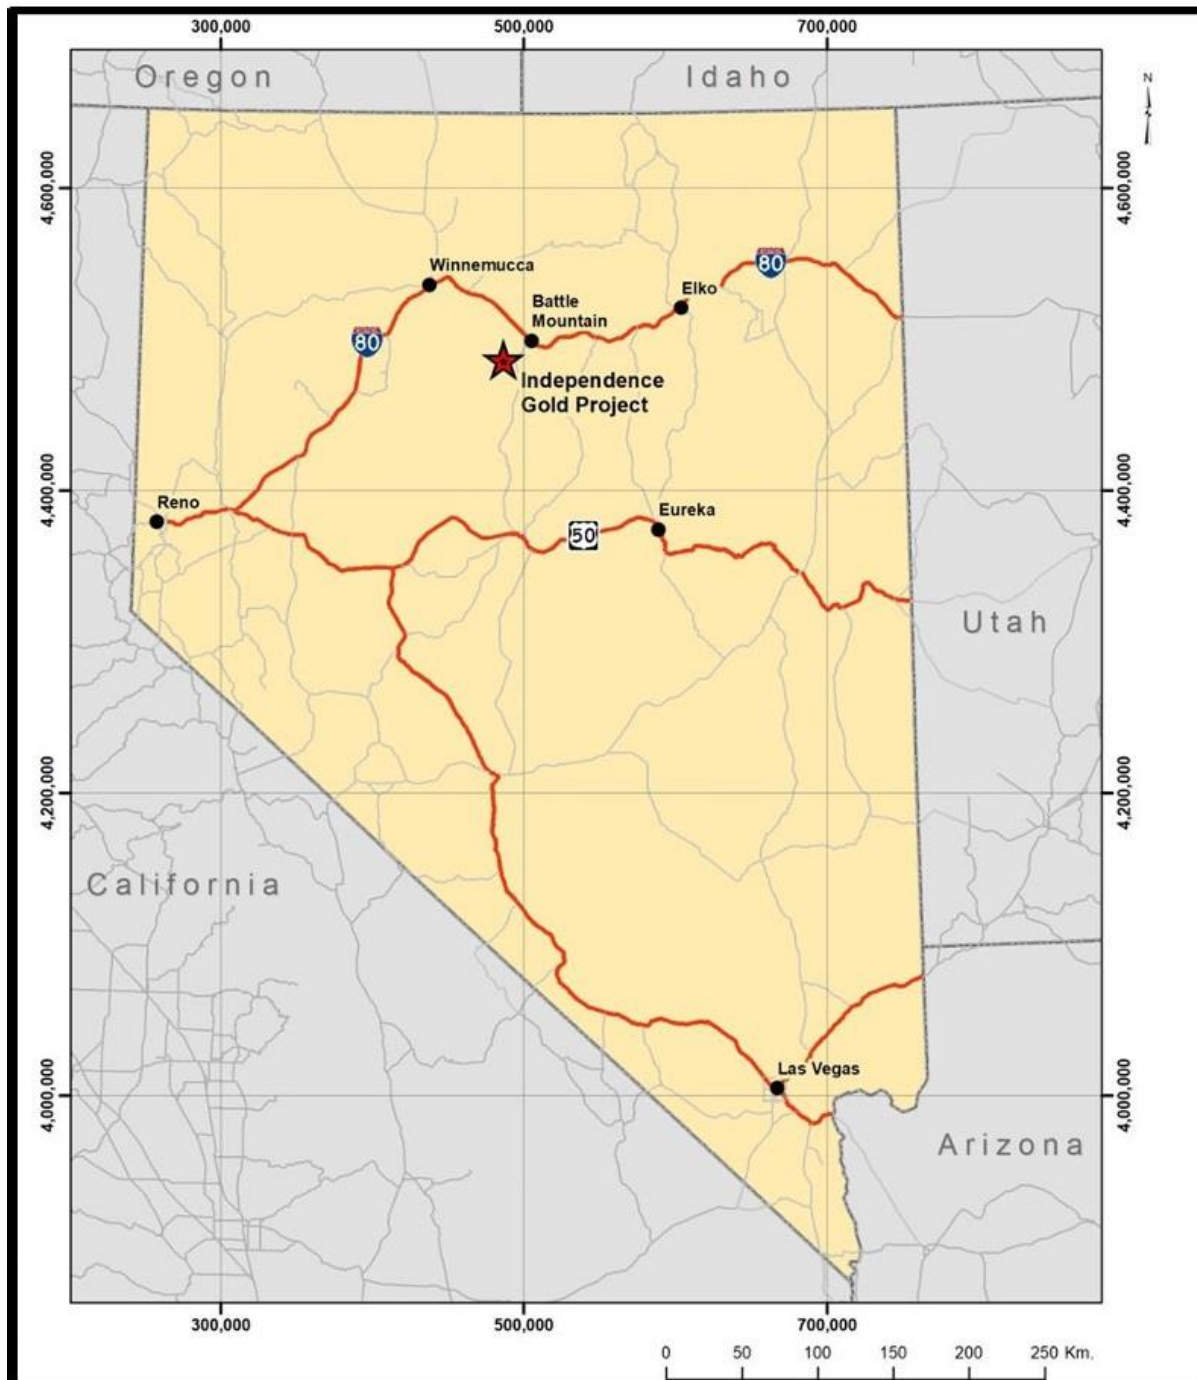 300,000 500,000 700,000
Oregon Idaho
N
4,600,000 4,600,000
Winnemucca
80
Elko
Battle
Mountain
80
Independence
Gold Project
4,400,000 4,400,000
Reno
Eureka
50
Utah
4,200,000 4,200,000
California
Las Vegas
4,000,000 4,000,000
Arizona
300,000 500,000 700,000
0 50 100 150 200 250 Km.